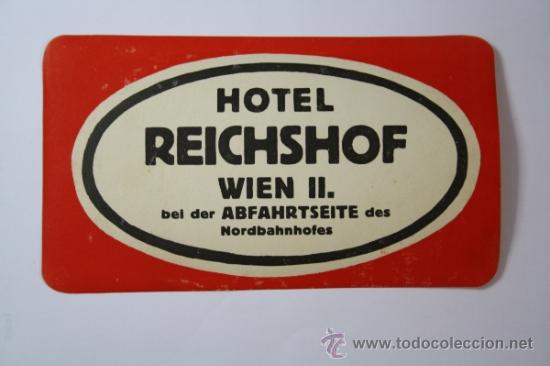 HOTEL
REICHSHOF
WIEN II.
bei der ABFAHRTSEITE des
Nordbahnhofes
© www.todocoleccion.net